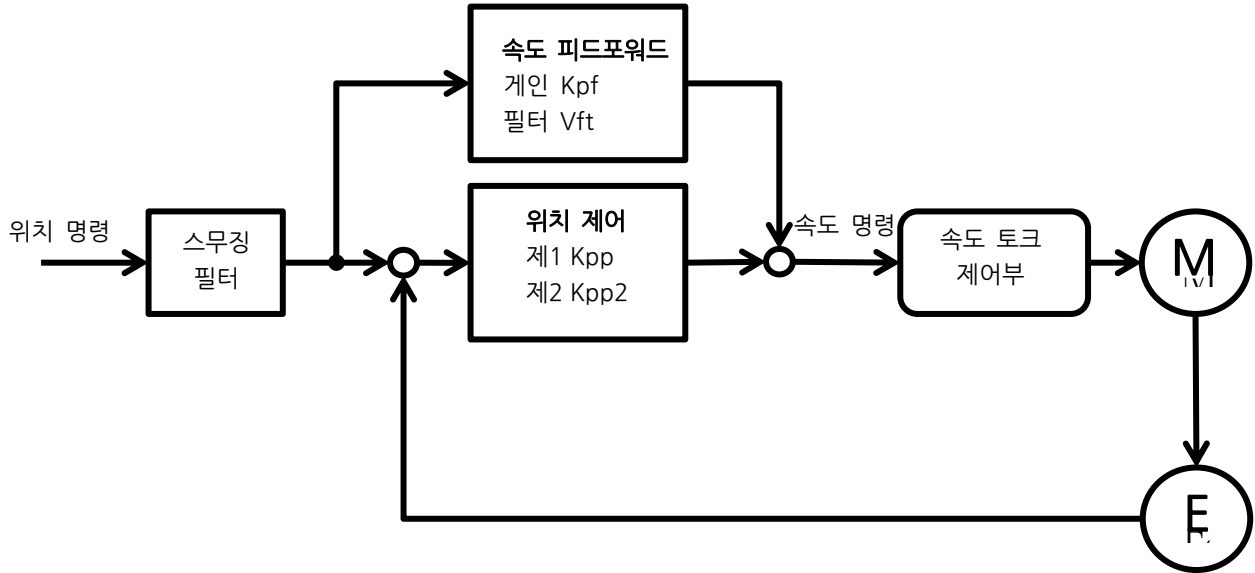 속도 피드포워드
게인 Kpf
필터 Vft
위치 명령
스무징
필터
위치 제어
제1 Kpp
제2 Kpp2
속도 명령
속도 토크
제어부
M
E